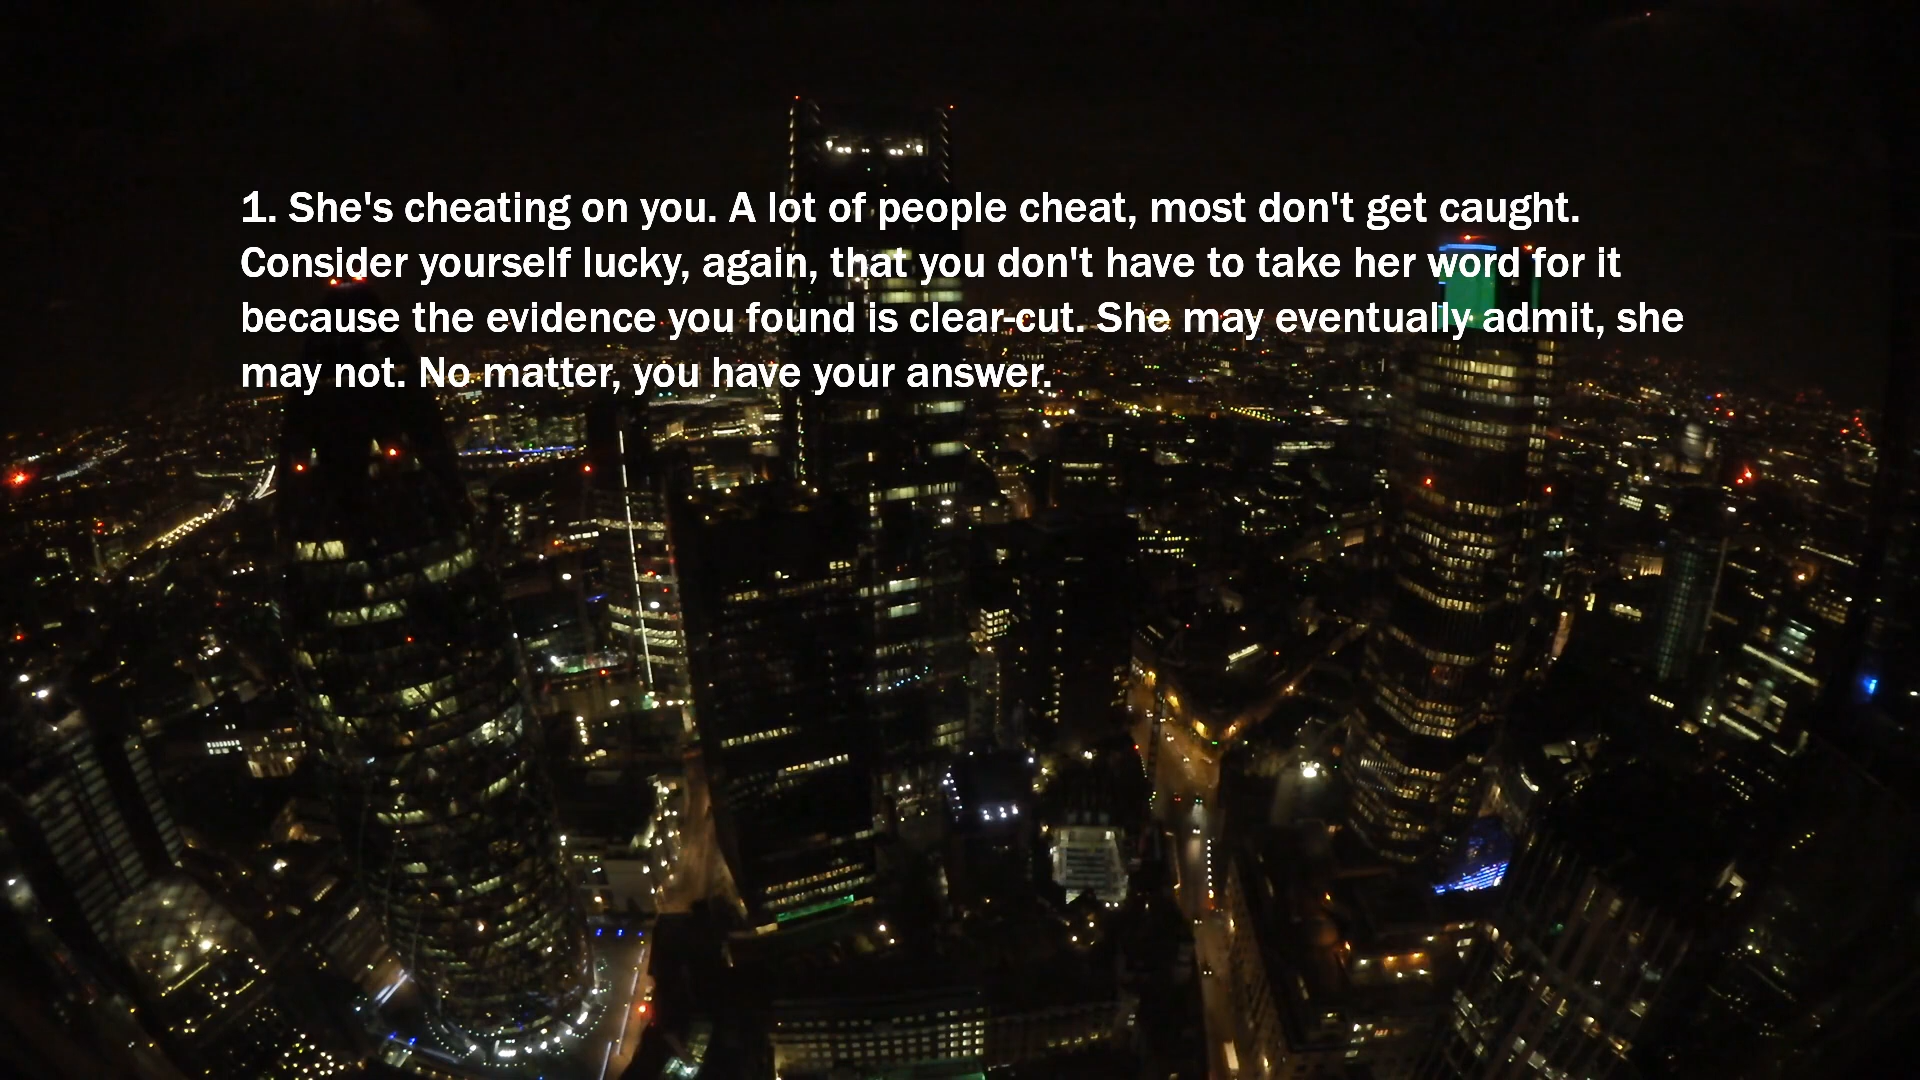 1. She's cheating on you. A lot of people cheat, most don't get caught.
Consider yourself lucky, again, that you don't have to take her word for it
because the evidence you found is clear-cut. She may eventually admit, she
may not. No matter, you have your answer.